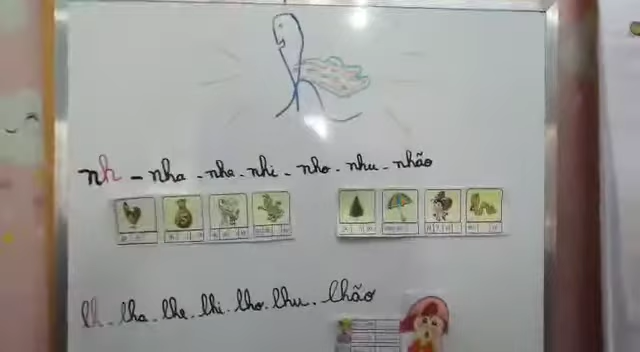 nh - nha - nhe - nhi - nho - nhu - nhão
lh - lha - lhe - lhi - lho - lhu - lhão